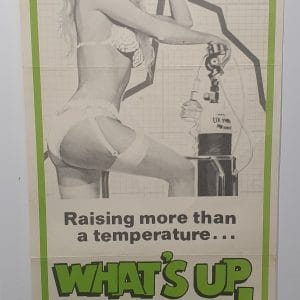 Raising more than
a temperature...
WHAT'S UP